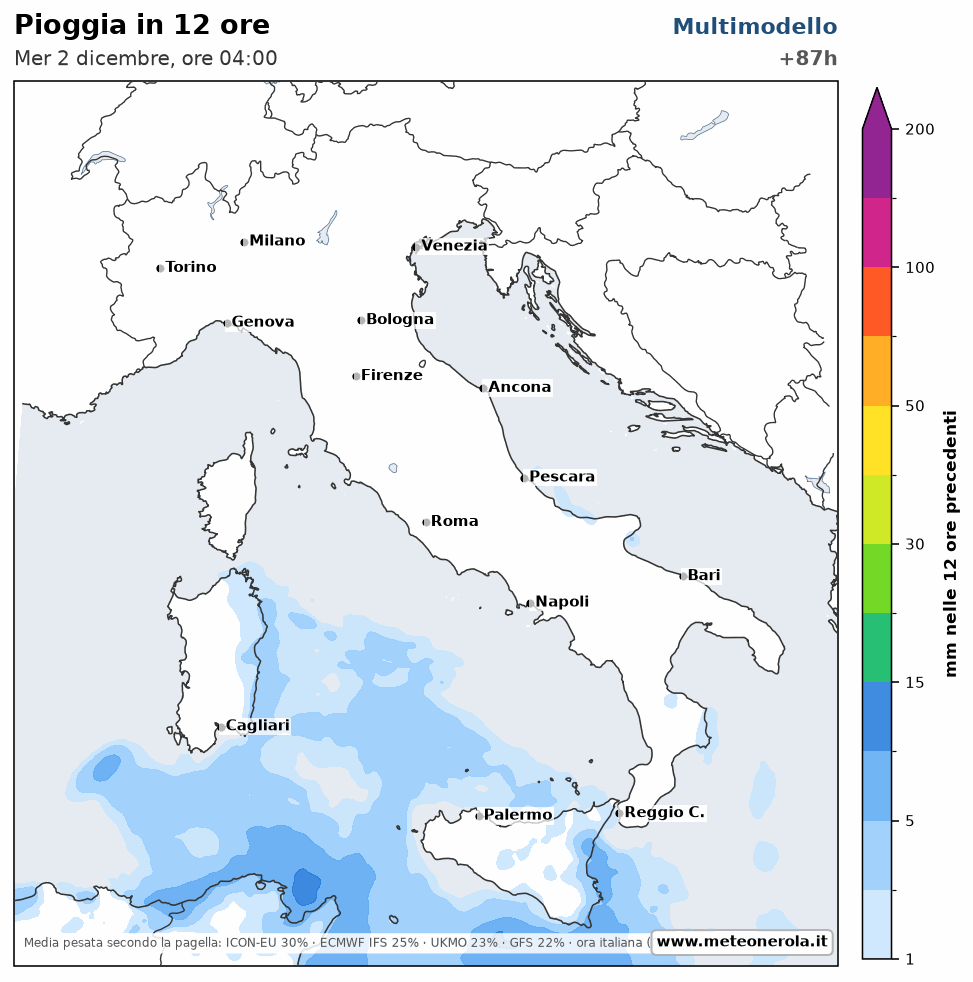 Pioggia in 12 ore
Multimodello
Mer 2 dicembre, ore 04:00
+87h
200
Milano
Venezia
Torino
100
Bologna
Genova
Firenze
Ancona
50
Pescara
Roma
30
Bari
Napoli
mm nelle 12 ore precedenti
15
Cagliari
Palermo
Reggio C.
5
Media pesata secondo la pagella: ICON-EU 30% · ECMWF IFS 25% · UKMO 23% · GFS 22% · ora italiana (
www.meteonerola.it
1